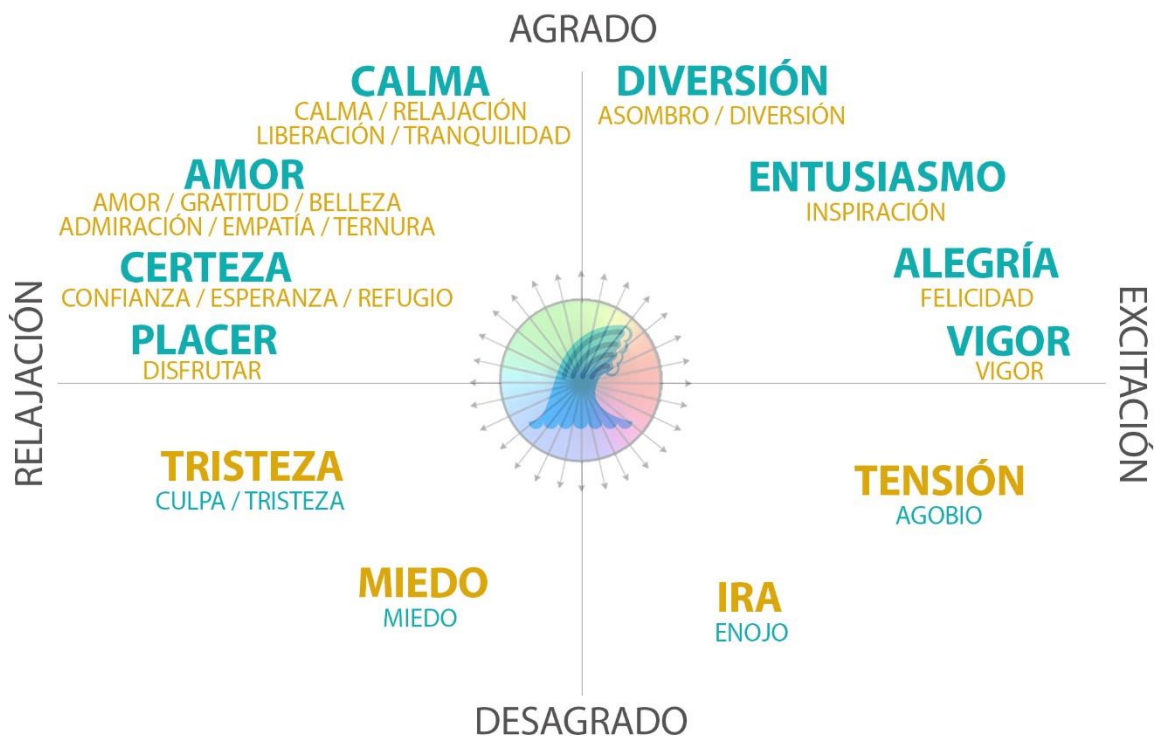 AGRADO
CALMA
CALMA / RELAJACIÓN
LIBERACIÓN / TRANQUILIDAD
DIVERSIÓN
ASOMBRO / DIVERSIÓN
AMOR
AMOR / GRATITUD / BELLEZA
ADMIRACIÓN / EMPATÍA / TERNURA
ENTUSIASMO
INSPIRACIÓN
CERTEZA
CONFIANZA / ESPERANZA / REFUGIO
ALEGRÍA
FELICIDAD
PLACER
DISFRUTAR
VIGOR
VIGOR
RELAJACIÓN
EXCITACIÓN
TRISTEZA
CULPA / TRISTEZA
TENSIÓN
AGOBIO
MIEDO
MIEDO
IRA
ENOJO
DESAGRADO